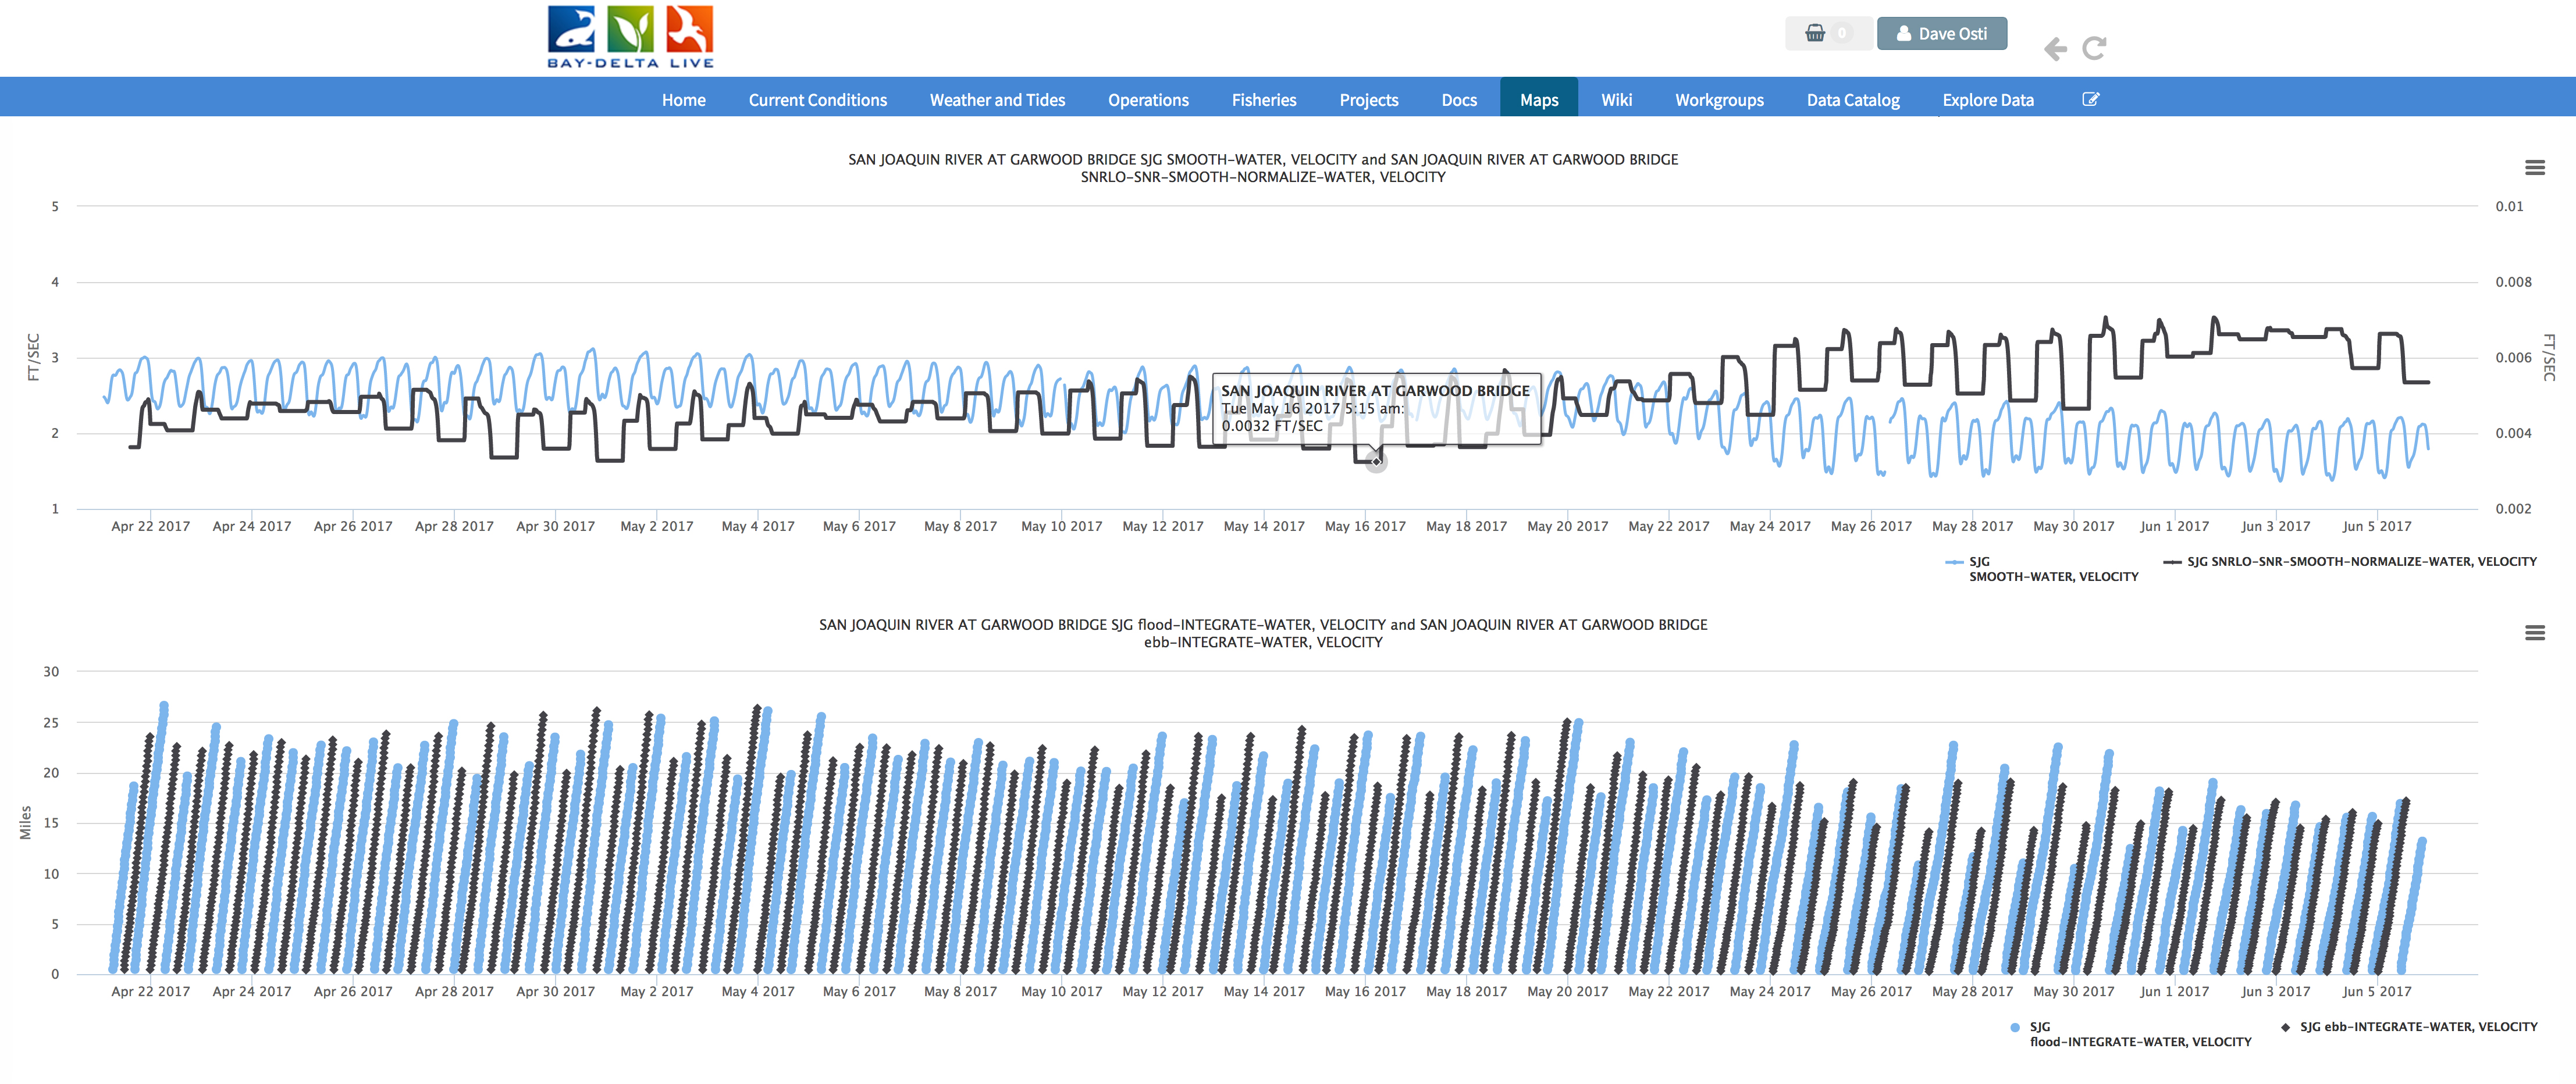 BAY-DELTA LIVE
0
Dave Osti
Home Current Conditions Weather and Tides Operations Fisheries Projects Docs Maps Wiki Workgroups Data Catalog Explore Data
SAN JOAQUIN RIVER AT GARWOOD BRIDGE SJG SMOOTH-WATER, VELOCITY and SAN JOAQUIN RIVER AT GARWOOD BRIDGE
SNRLO-SNR-SMOOTH-NORMALIZE-WATER, VELOCITY
5
4
3
2
1
FT/SEC
0.01
0.008
0.006
0.004
0.002
FT/SEC
SAN JOAQUIN RIVER AT GARWOOD BRIDGE
Tue May 16 2017 5:15 am:
0.0032 FT/SEC
Apr 22 2017 Apr 24 2017 Apr 26 2017 Apr 28 2017 Apr 30 2017 May 2 2017 May 4 2017 May 6 2017 May 8 2017 May 10 2017 May 12 2017 May 14 2017 May 16 2017 May 18 2017 May 20 2017 May 22 2017 May 24 2017 May 26 2017 May 28 2017 May 30 2017 Jun 1 2017 Jun 3 2017 Jun 5 2017
SJG
SMOOTH-WATER, VELOCITY
SJG SNRLO-SNR-SMOOTH-NORMALIZE-WATER, VELOCITY
SAN JOAQUIN RIVER AT GARWOOD BRIDGE SJG flood-INTEGRATE-WATER, VELOCITY and SAN JOAQUIN RIVER AT GARWOOD BRIDGE
ebb-INTEGRATE-WATER, VELOCITY
30
25
20
15
10
5
0
Miles
Apr 22 2017 Apr 24 2017 Apr 26 2017 Apr 28 2017 Apr 30 2017 May 2 2017 May 4 2017 May 6 2017 May 8 2017 May 10 2017 May 12 2017 May 14 2017 May 16 2017 May 18 2017 May 20 2017 May 22 2017 May 24 2017 May 26 2017 May 28 2017 May 30 2017 Jun 1 2017 Jun 3 2017 Jun 5 2017
SJG
flood-INTEGRATE-WATER, VELOCITY
SJG ebb-INTEGRATE-WATER, VELOCITY